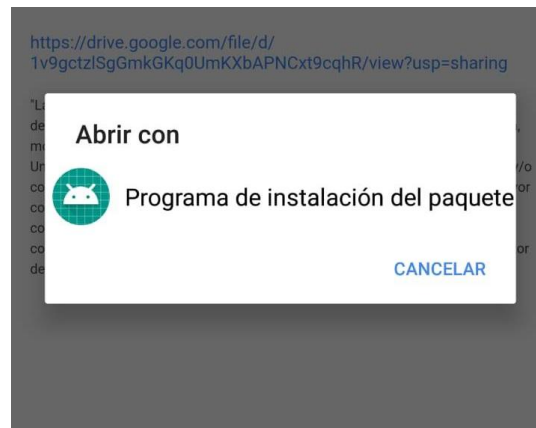 https://drive.google.com/file/d/
1v9gctzlSgGmkGKq0UmKXbAPNCxt9cqhR/view?usp=sharing
Abrir con
Programa de instalación del paquete
CANCELAR